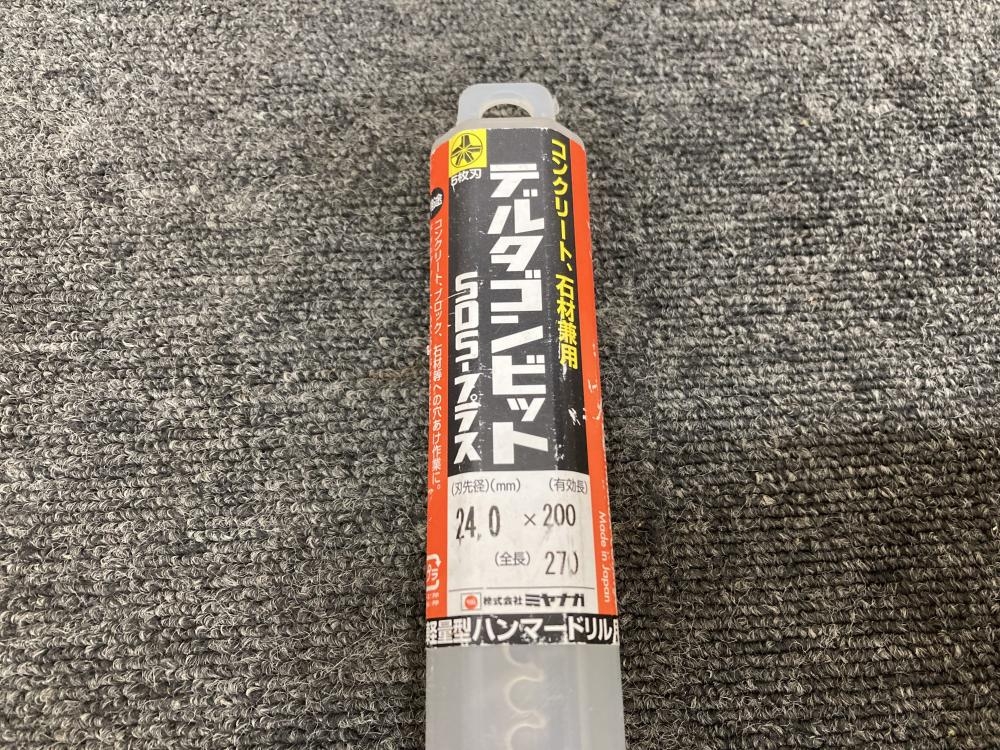 コンクリート、石材兼用
5枚刃
デルタゴンビット
SDS-プラス
用途
コンクリート、ブロック、石材等への穴あけ作業に。
(刃先径)(mm) (有効長)
24.0 ×200
(全長) 270
Made in Japan
プラ
株式会社 ミヤナガ
軽量型ハンマードリル用